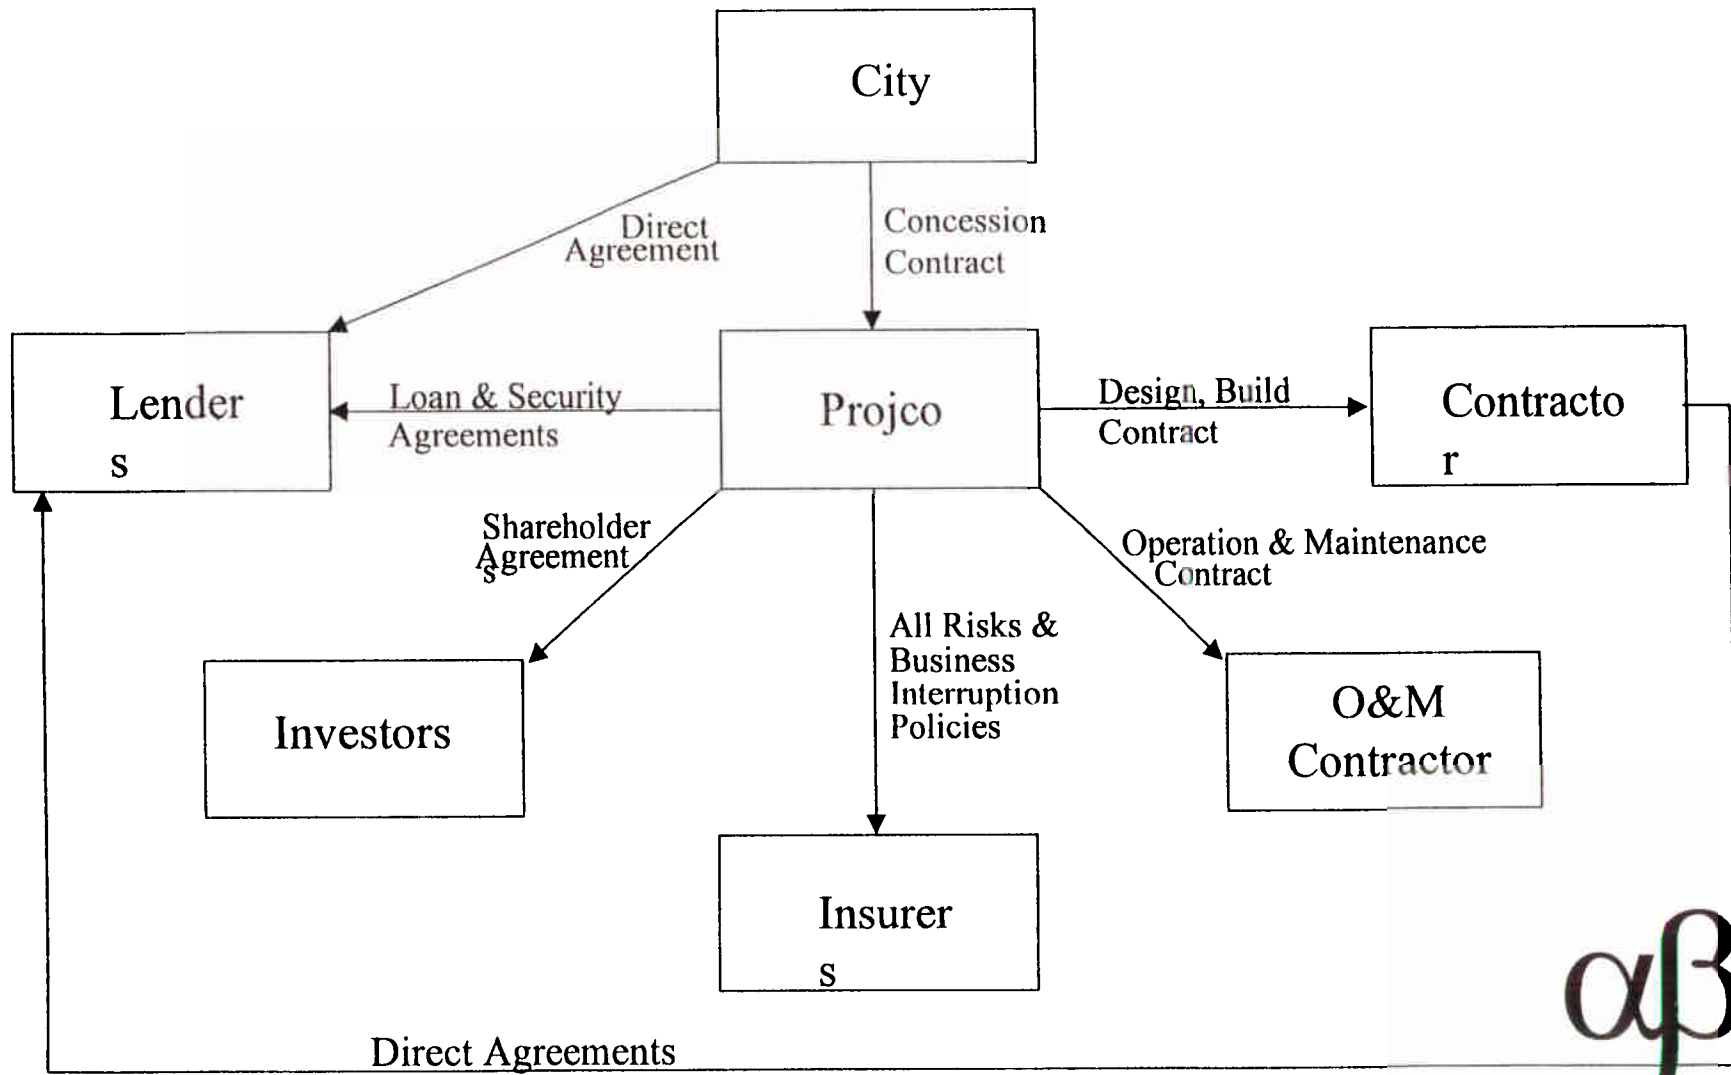 City
Direct
Agreement
Concession
Contract
Lender
s
Loan & Security
Agreements
Projco
Design, Build
Contract
Contracto
r
Shareholder
Agreement
s
All Risks &
Business
Interruption
Policies
Operation & Maintenance
Contract
Investors
O&M
Contractor
Insurer
s
αβ
Direct Agreements